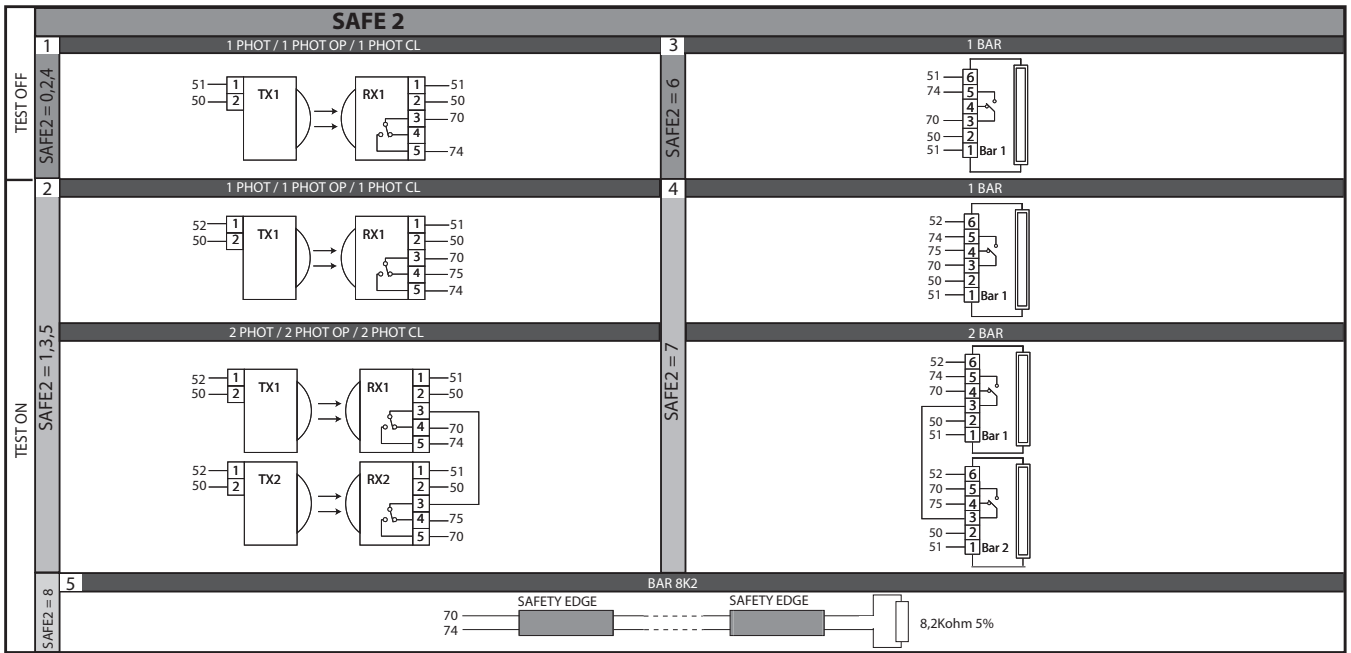 SAFE 2
TEST OFF
SAFE2 = 0,2,4
1
1 PHOT / 1 PHOT OP / 1 PHOT CL
51 1 TX1 RX1 1 51
50 2 2 50
3 70
4
5 74
SAFE2 = 6
3
1 BAR
51 6
74 5
4
70 3
50 2
51 1 Bar 1
TEST ON
SAFE2 = 1,3,5
2
1 PHOT / 1 PHOT OP / 1 PHOT CL
52 1 TX1 RX1 1 51
50 2 2 50
3 70
4 75
5 74
2 PHOT / 2 PHOT OP / 2 PHOT CL
52 1 TX1 RX1 1 51
50 2 2 50
3
4 70
5 74
52 1 TX2 RX2 1 51
50 2 2 50
3
4 75
5 70
SAFE2 = 7
4
1 BAR
52 6
74 5
75 4
70 3
50 2
51 1 Bar 1
2 BAR
52 6
74 5
70 4
3
50 2
51 1 Bar 1
52 6
70 5
75 4
3
50 2
51 1 Bar 2
SAFE2 = 8
5
BAR 8K2
70 SAFETY EDGE SAFETY EDGE
74
8,2Kohm 5%